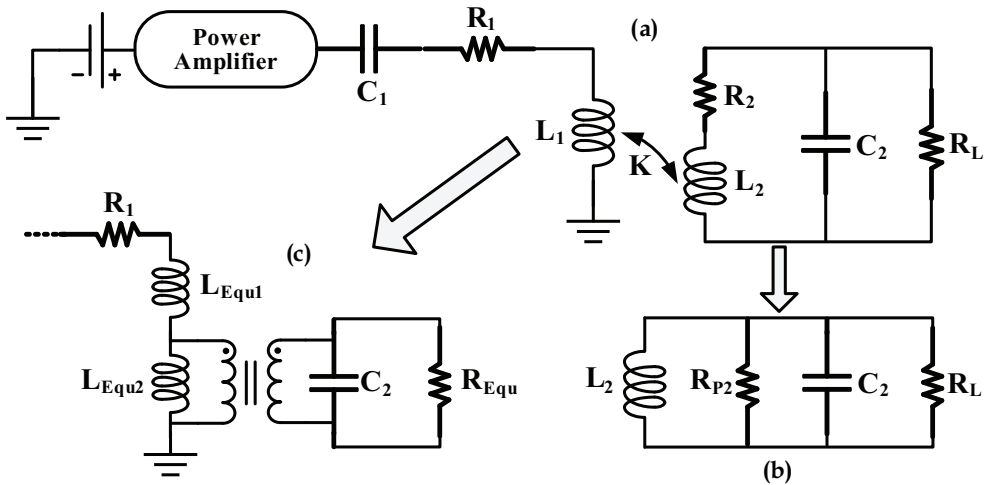 (a)
R1
Power
Amplifier
- +
C1
L1
K
R2
L2
C2
RL
R1
(c)
LEqu1
LEqu2
C2
REqu
L2
RP2
C2
RL
(b)